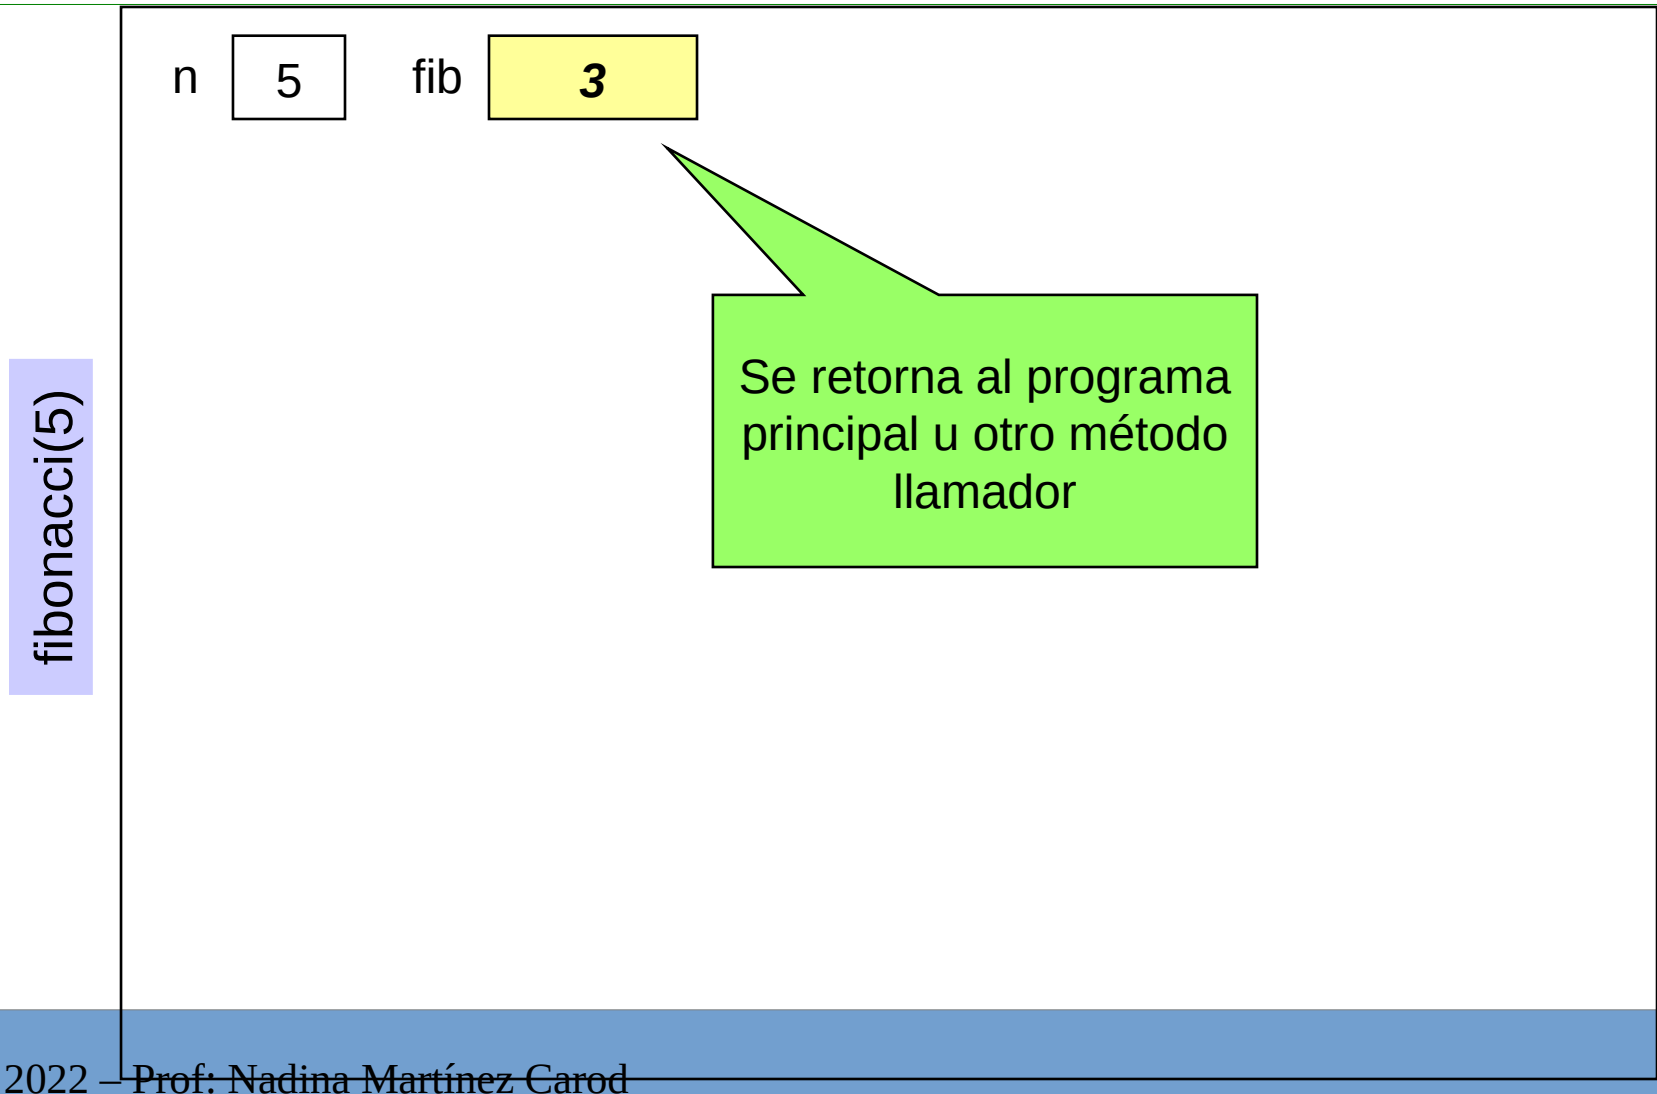 n 5 fib 3
Se retorna al programa
principal u otro método
llamador
fibonacci(5)
2022 – Prof: Nadina Martínez Carod